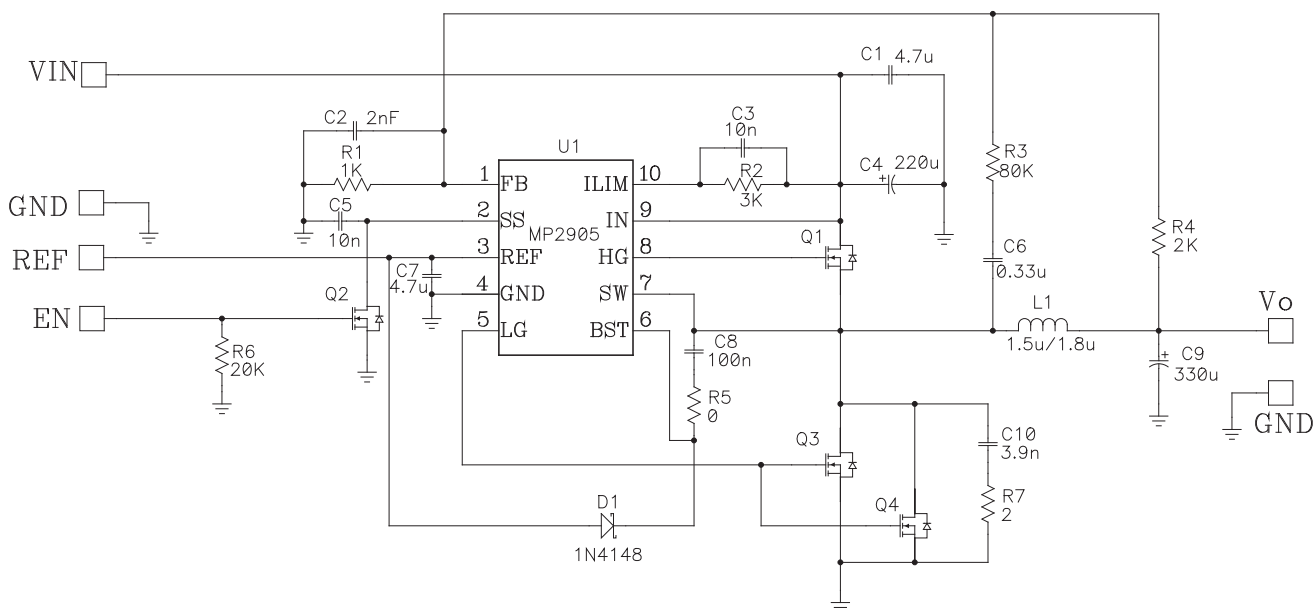 VIN
C1
4.7u
C2 2nF
R1
1K
C3
10n
R2
3K
C4 220u
R3
80K
U1
1 FB
ILIM 10
GND
C5
10n
2 SS
IN 9
MP2905
R4
2K
REF
3 REF
HG 8
Q1
C7
4.7u
C6
0.33u
4 GND
SW 7
EN
Q2
5 LG
BST 6
L1
1.5u/1.8u
Vo
R6
20K
C8
100n
+ C9
330u
R5
0
GND
Q3
C10
3.9n
D1
1N4148
Q4
R7
2